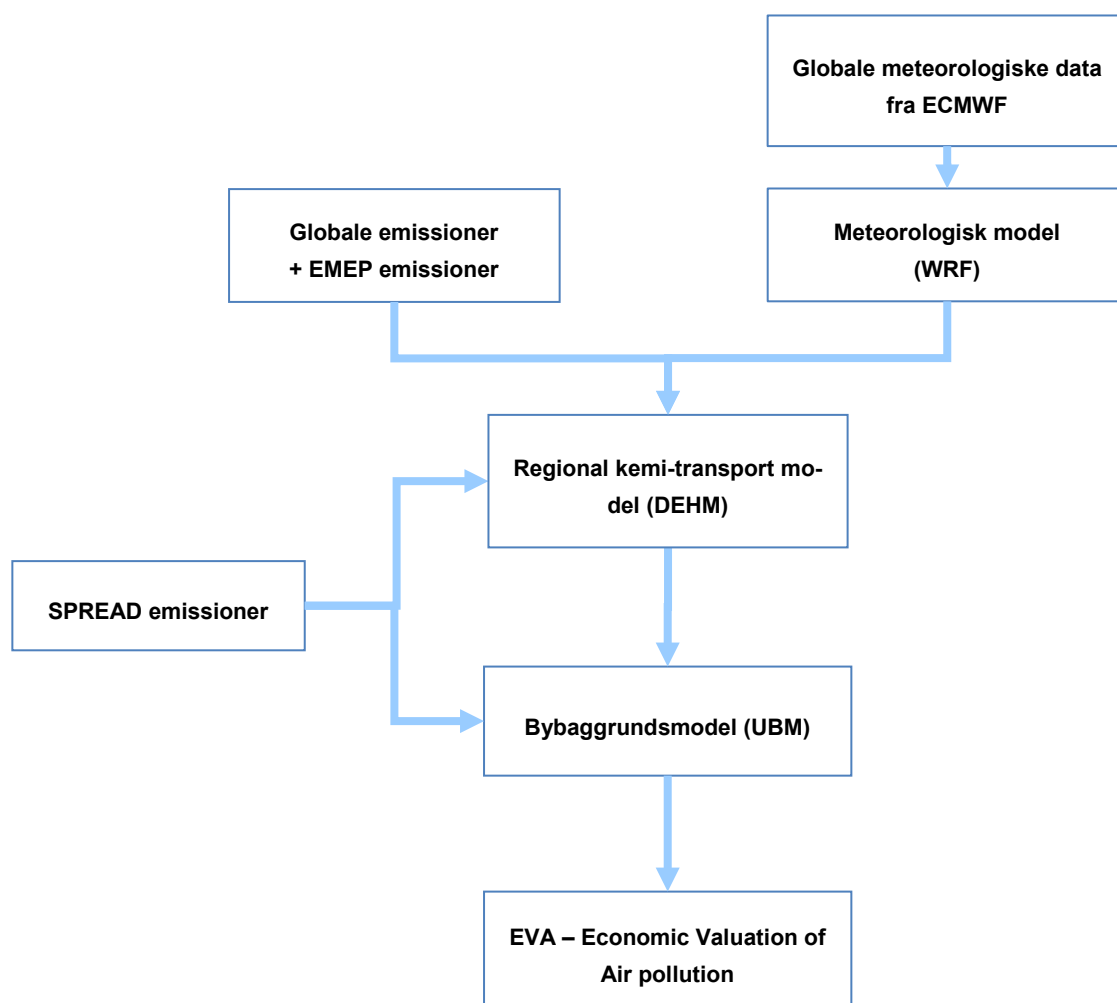 Globale meteorologiske data
fra ECMWF
Globale emissioner
+ EMEP emissioner
Meteorologisk model
(WRF)
Regional kemi-transport mo-
del (DEHM)
SPREAD emissioner
Bybaggrundsmodel (UBM)
EVA – Economic Valuation of
Air pollution